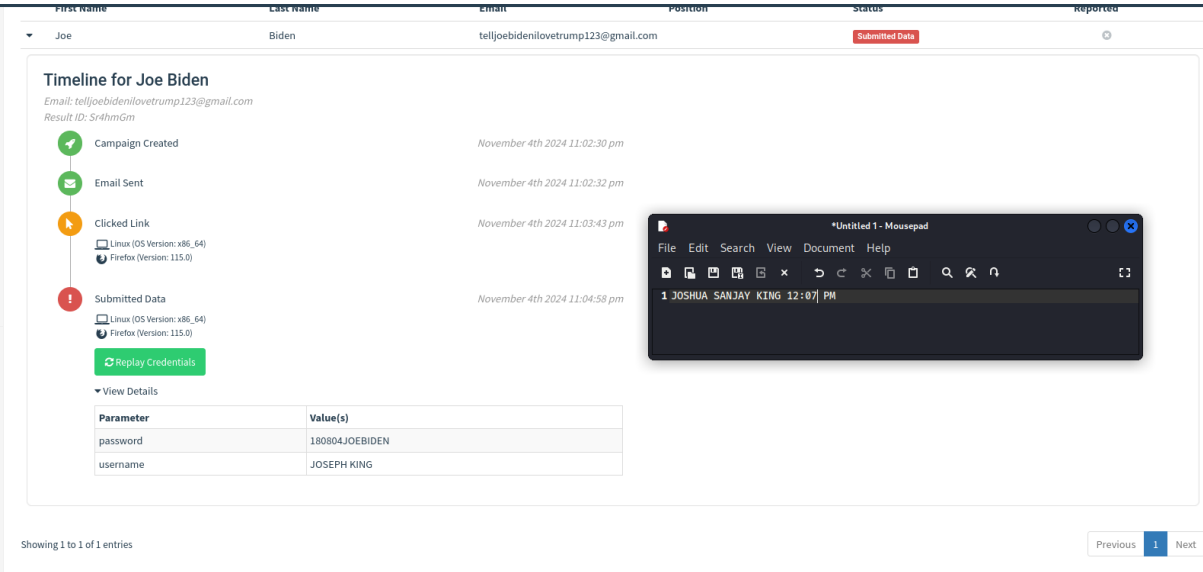 First Name Last Name Email Position Status Reported
Joe Biden telljoebidenilovetrump123@gmail.com Submitted Data
Timeline for Joe Biden
Email: telljoebidenilovetrump123@gmail.com
Result ID: Sr4hmGm
Campaign Created November 4th 2024 11:02:30 pm
Email Sent November 4th 2024 11:02:32 pm
Clicked Link November 4th 2024 11:03:43 pm
Linux (OS Version: x86_64)
Firefox (Version: 115.0)
Submitted Data November 4th 2024 11:04:58 pm
Linux (OS Version: x86_64)
Firefox (Version: 115.0)
Replay Credentials
View Details
Parameter Value(s)
password 180804JOEBIDEN
username JOSEPH KING
*Untitled 1 - Mousepad
File Edit Search View Document Help
1 JOSHUA SANJAY KING 12:07 PM
Showing 1 to 1 of 1 entries
Previous 1 Next